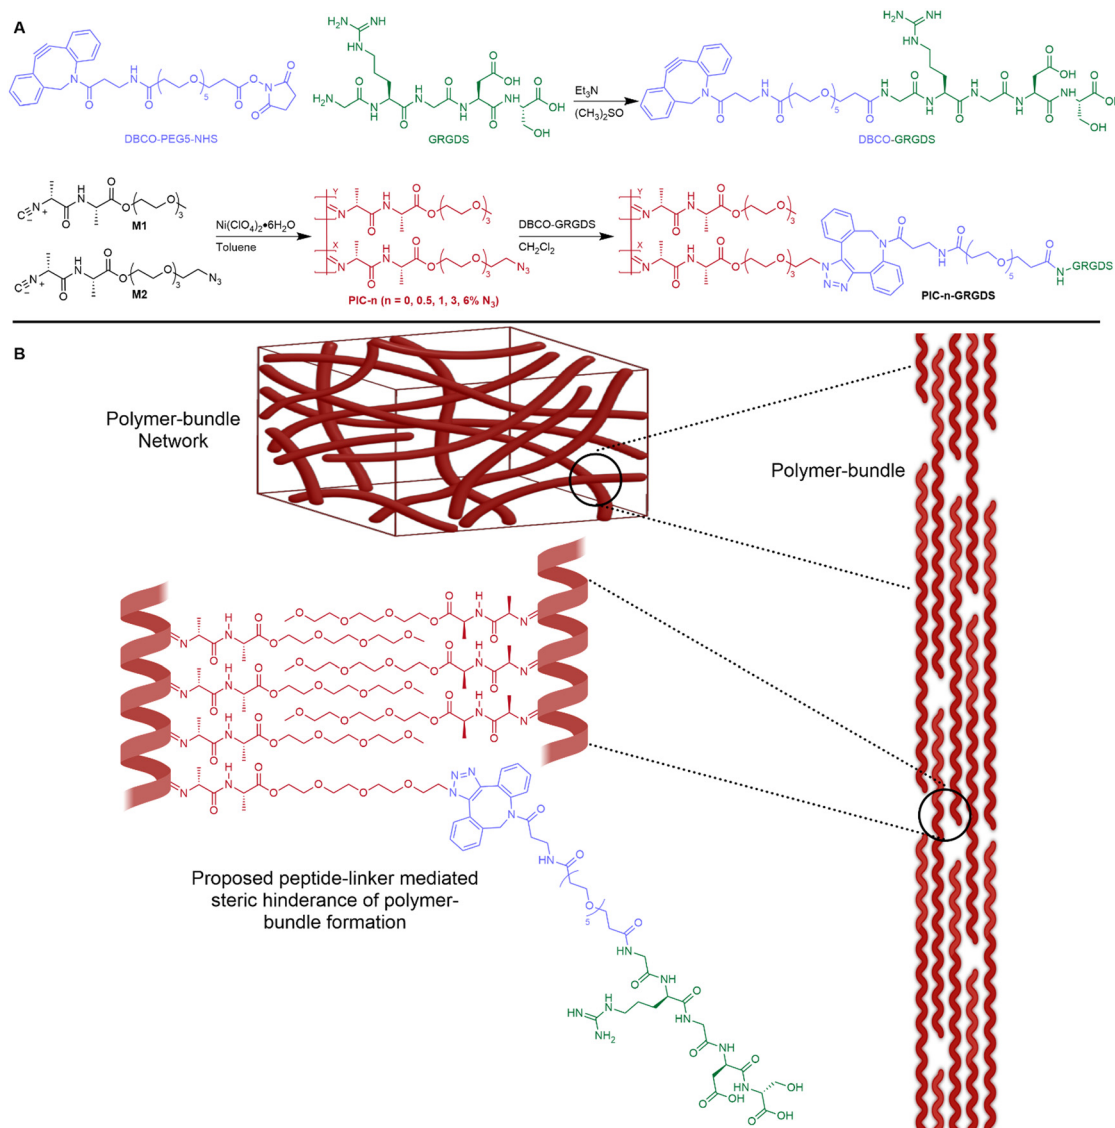 A
DBCO-PEG5-NHS
GRGDS
Et₃N
(CH₃)₂SO
DBCO-GRGDS
M1
M2
Ni(ClO₄)₂•6H₂O
Toluene
PIC-n (n = 0, 0.5, 1, 3, 6% N₃)
DBCO-GRGDS
CH₂Cl₂
GRGDS
PIC-n-GRGDS
B
Polymer-bundle
Network
Polymer-bundle
Proposed peptide-linker mediated
steric hinderance of polymer-
bundle formation